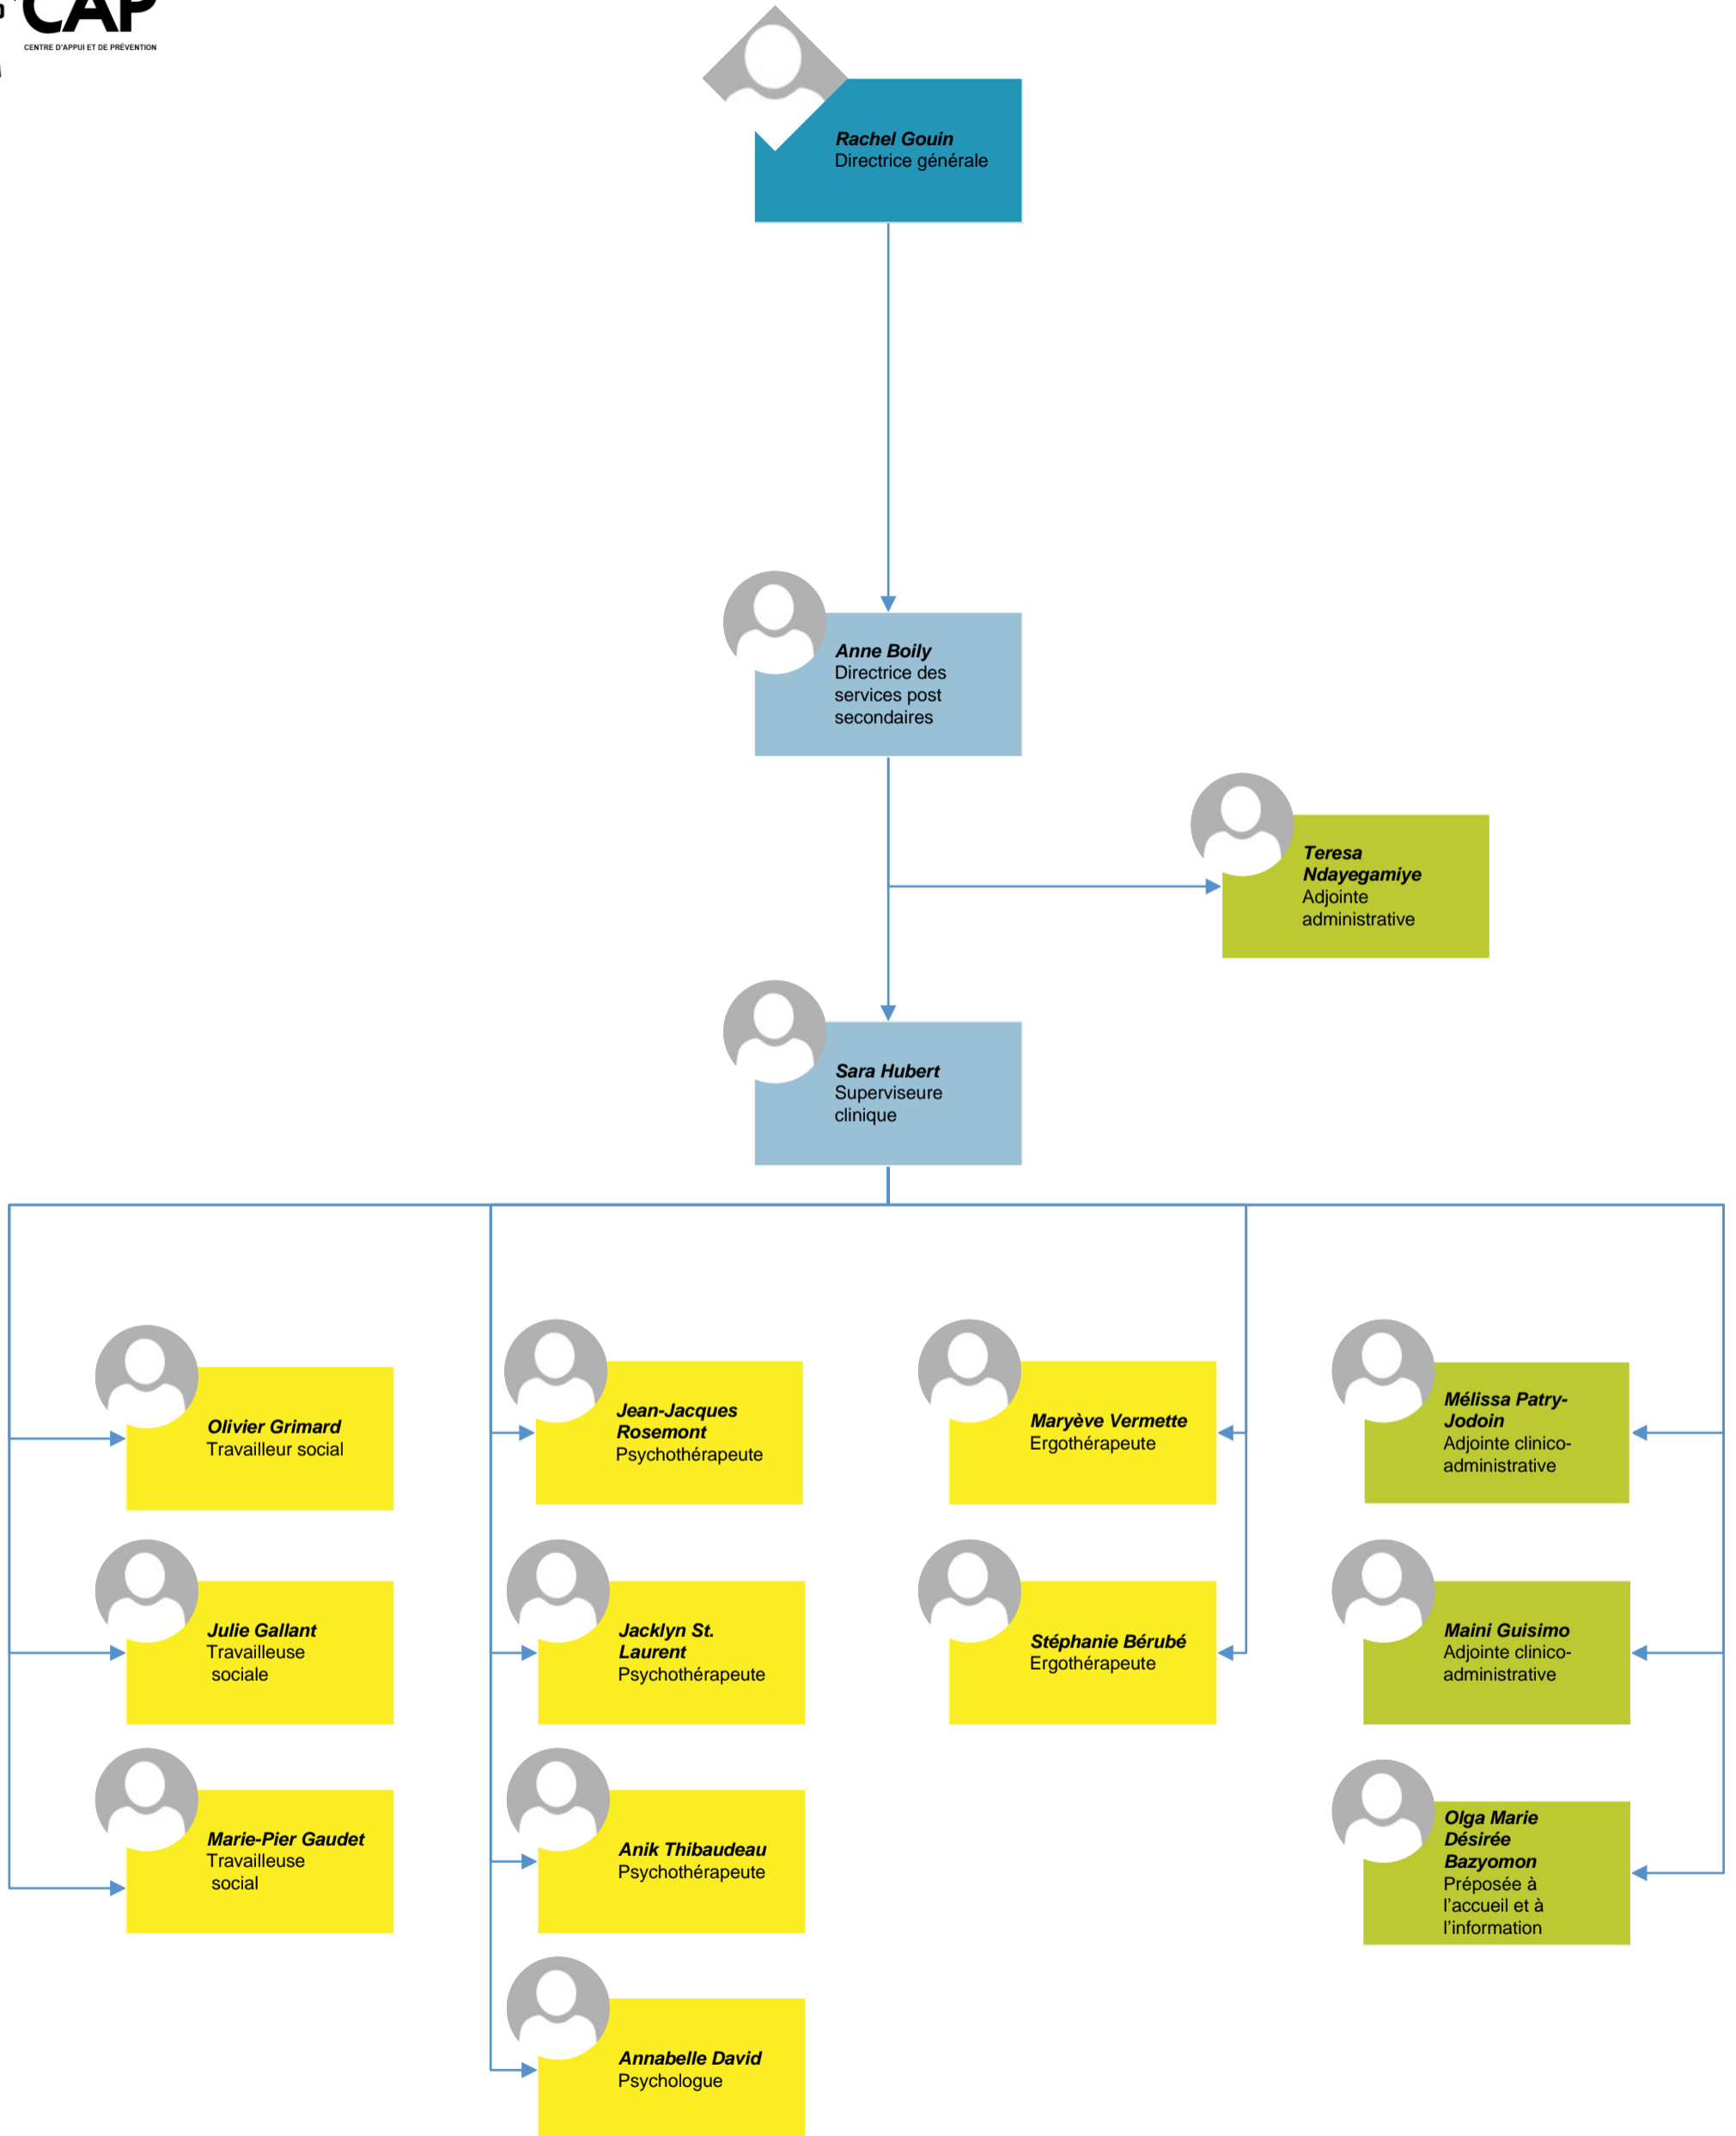 CAP
CENTRE D'APPUI ET DE PRÉVENTION
Rachel Gouin
Directrice générale
Anne Boily
Directrice des
services post
secondaires
Teresa
Ndayegamiye
Adjointe
administrative
Sara Hubert
Superviseure
clinique
Olivier Grimard
Travailleur social
Jean-Jacques
Rosemont
Psychothérapeute
Maryève Vermette
Ergothérapeute
Mélissa Patry-
Jodoin
Adjointe clinico-
administrative
Julie Gallant
Travailleuse
sociale
Jacklyn St.
Laurent
Psychothérapeute
Stéphanie Bérubé
Ergothérapeute
Maini Guisimo
Adjointe clinico-
administrative
Marie-Pier Gaudet
Travailleuse
social
Anik Thibaudeau
Psychothérapeute
Olga Marie
Désirée
Bazyomon
Préposée à
l’accueil et à
l’information
Annabelle David
Psychologue